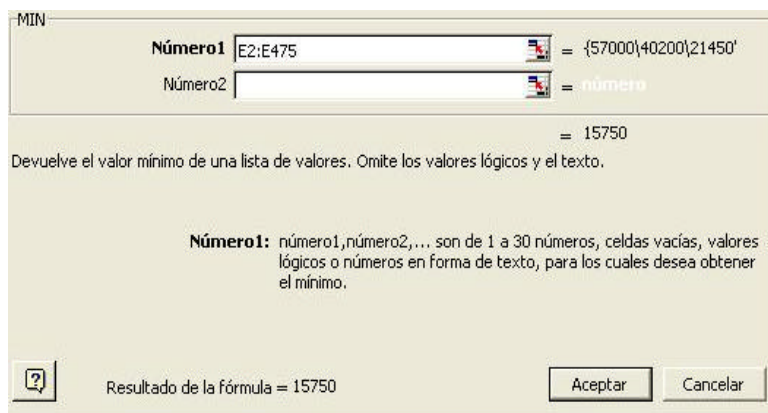 MIN
Número1 E2:E475 = {57000\40200\21450'
Número2 = número
= 15750
Devuelve el valor mínimo de una lista de valores. Omite los valores lógicos y el texto.
Número1: número1,número2,... son de 1 a 30 números, celdas vacías, valores
lógicos o números en forma de texto, para los cuales desea obtener
el mínimo.
Resultado de la fórmula = 15750
Aceptar
Cancelar